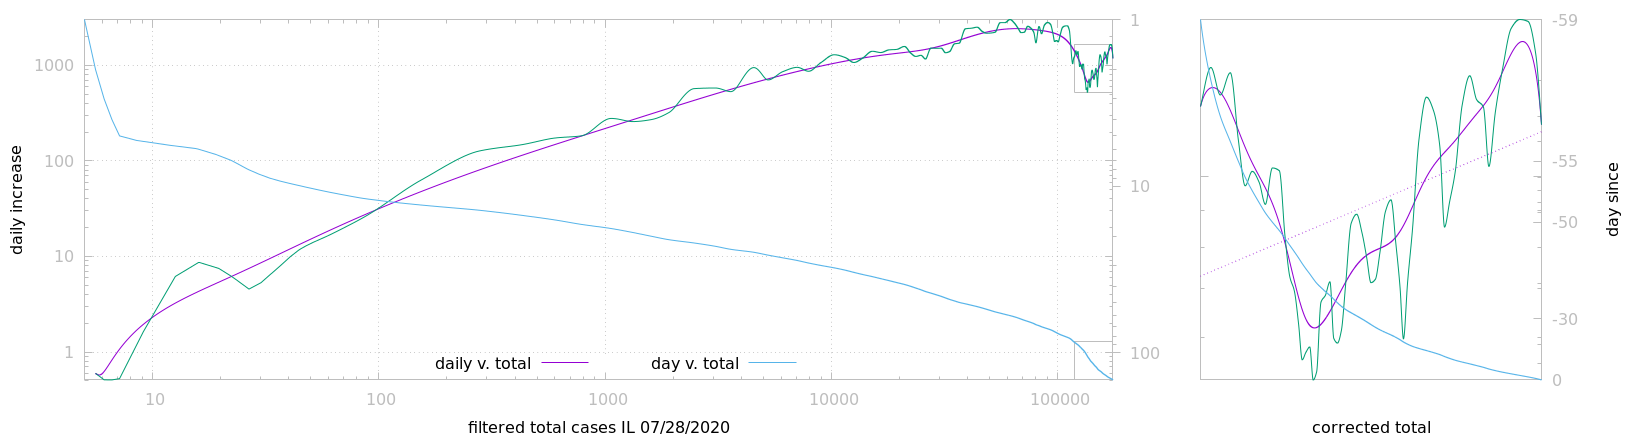 1
-59
1000
daily increase
100
-55
10
day since
-50
10
-30
1
daily v. total
day v. total
100
0
10
100
1000
10000
100000
filtered total cases IL 07/28/2020
corrected total